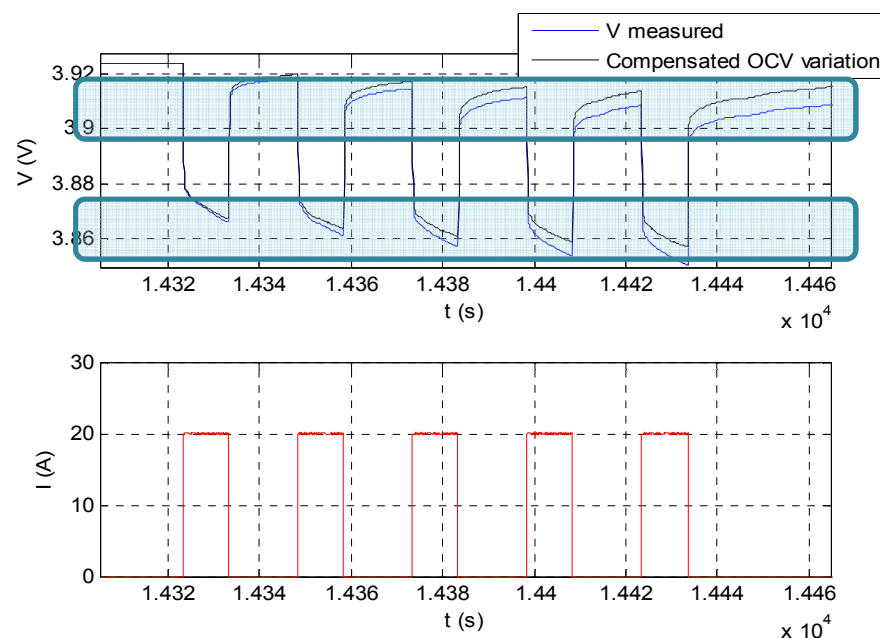 V measured
Compensated OCV variation
V (V)
3.92
3.9
3.88
3.86
1.432 1.434 1.436 1.438 1.44 1.442 1.444 1.446
t (s)
x 10^4
I (A)
30
20
10
0
1.432 1.434 1.436 1.438 1.44 1.442 1.444 1.446
t (s)
x 10^4